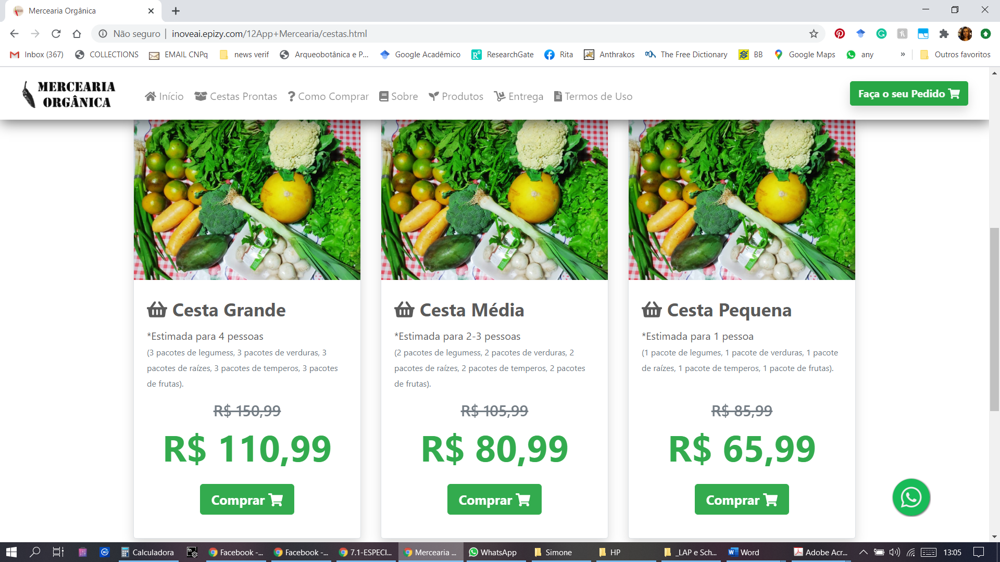 Mercearia Orgânica
Não seguro | inoveai.epizy.com/12App+Mercearia/cestas.html
Inbox (367) COLLECTIONS EMAIL CNPq news verif Arqueobotânica e P... Google Acadêmico ResearchGate Rita Anthrakos The Free Dictionary BB Google Maps any » Outros favoritos
MERCEARIA
ORGÂNICA
Início Cestas Prontas Como Comprar Sobre Produtos Entrega Termos de Uso
Faça o seu Pedido
Cesta Grande
*Estimada para 4 pessoas
(3 pacotes de legumess, 3 pacotes de verduras, 3
pacotes de raízes, 3 pacotes de temperos, 3 pacotes
de frutas).
R$ 150,99
R$ 110,99
Comprar
Cesta Média
*Estimada para 2-3 pessoas
(2 pacotes de legumess, 2 pacotes de verduras, 2
pacotes de raízes, 2 pacotes de temperos, 2 pacotes
de frutas).
R$ 105,99
R$ 80,99
Comprar
Cesta Pequena
*Estimada para 1 pessoa
(1 pacote de legumes, 1 pacote de verduras, 1 pacote
de raízes, 1 pacote de temperos, 1 pacote de frutas).
R$ 85,99
R$ 65,99
Comprar
Calculadora Facebook -... Facebook -... 7.1-ESPECI... Mercearia ... WhatsApp Simone HP _LAP e Sch... Word Adobe Acr... 13:05